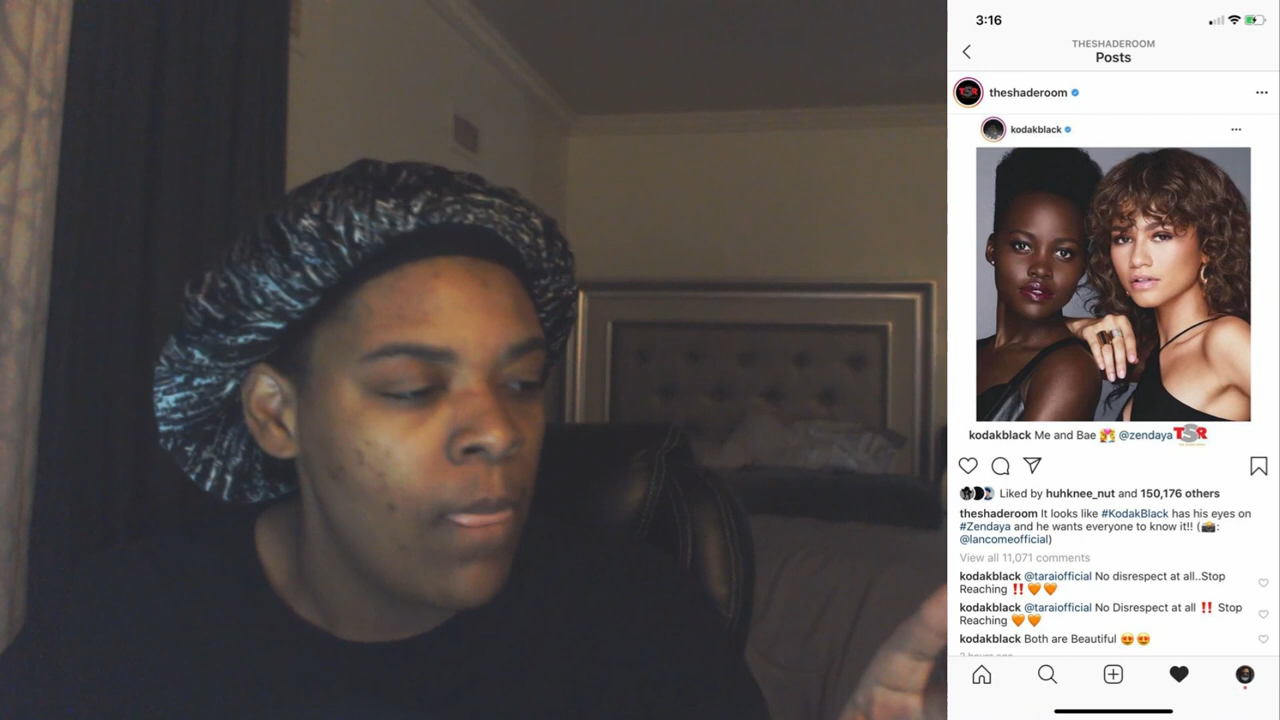 3:16
THESHADEROOM
Posts
TSR
theshaderoom
kodakblack
kodakblack Me and Bae 💏 @zendaya TSR
Liked by huhknee_nut and 150,176 others
theshaderoom It looks like #KodakBlack has his eyes on
#Zendaya and he wants everyone to know it!! (📸:
@lancomeofficial)
View all 11,071 comments
kodakblack @taraiofficial No disrespect at all..Stop
Reaching ‼️🧡🧡
kodakblack @taraiofficial No Disrespect at all ‼️ Stop
Reaching 🧡🧡
kodakblack Both are Beautiful 😍😍